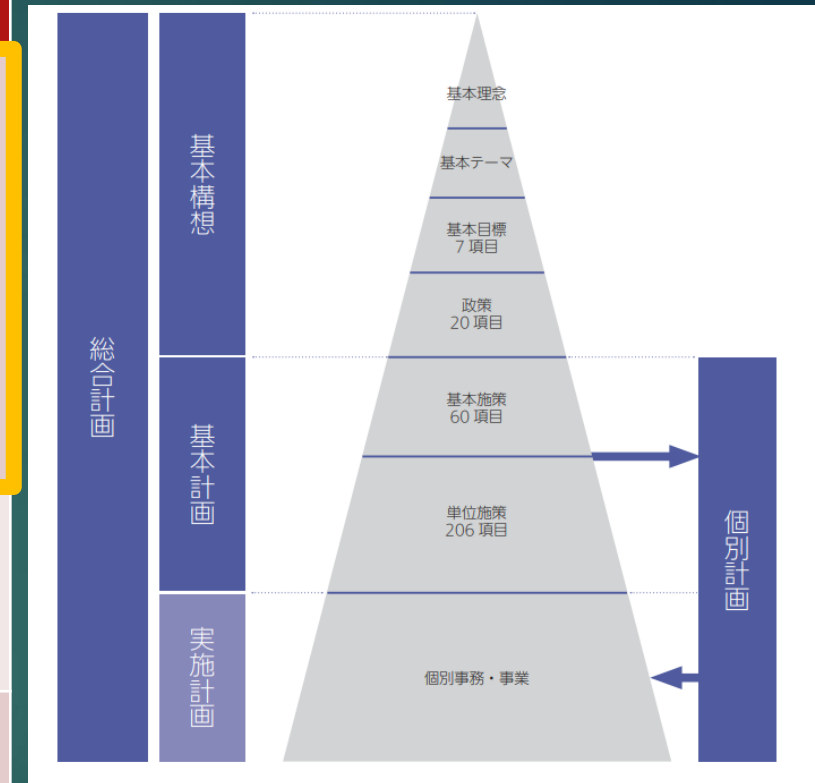 総合計画
基本構想
基本計画
実施計画
基本理念
基本テーマ
基本目標
7 項目
政策
20 項目
基本施策
60 項目
単位施策
206 項目
個別事務・事業
個別計画